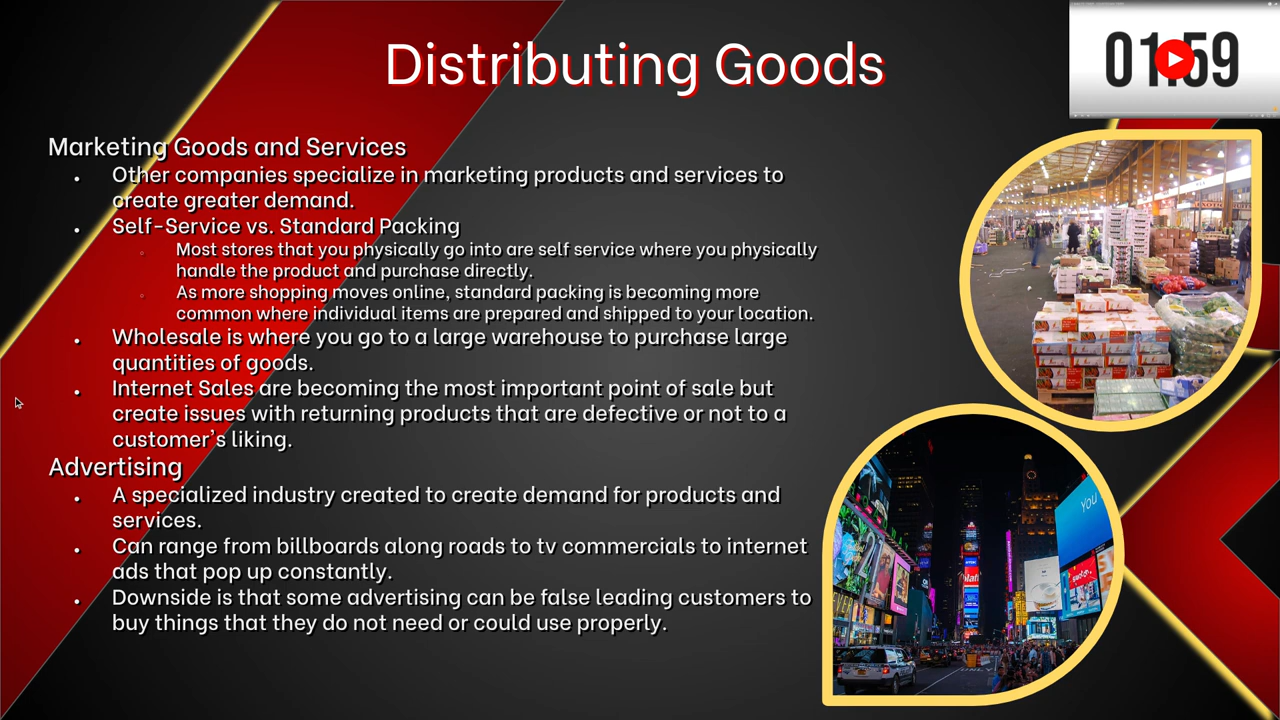 Distributing Goods
01:59
Marketing Goods and Services
• Other companies specialize in marketing products and services to
create greater demand.
• Self-Service vs. Standard Packing
◦ Most stores that you physically go into are self service where you physically
handle the product and purchase directly.
◦ As more shopping moves online, standard packing is becoming more
common where individual items are prepared and shipped to your location.
• Wholesale is where you go to a large warehouse to purchase large
quantities of goods.
• Internet Sales are becoming the most important point of sale but
create issues with returning products that are defective or not to a
customer's liking.
Advertising
• A specialized industry created to create demand for products and
services.
• Can range from billboards along roads to tv commercials to internet
ads that pop up constantly.
• Downside is that some advertising can be false leading customers to
buy things that they do not need or could use properly.
YOU
ONLY